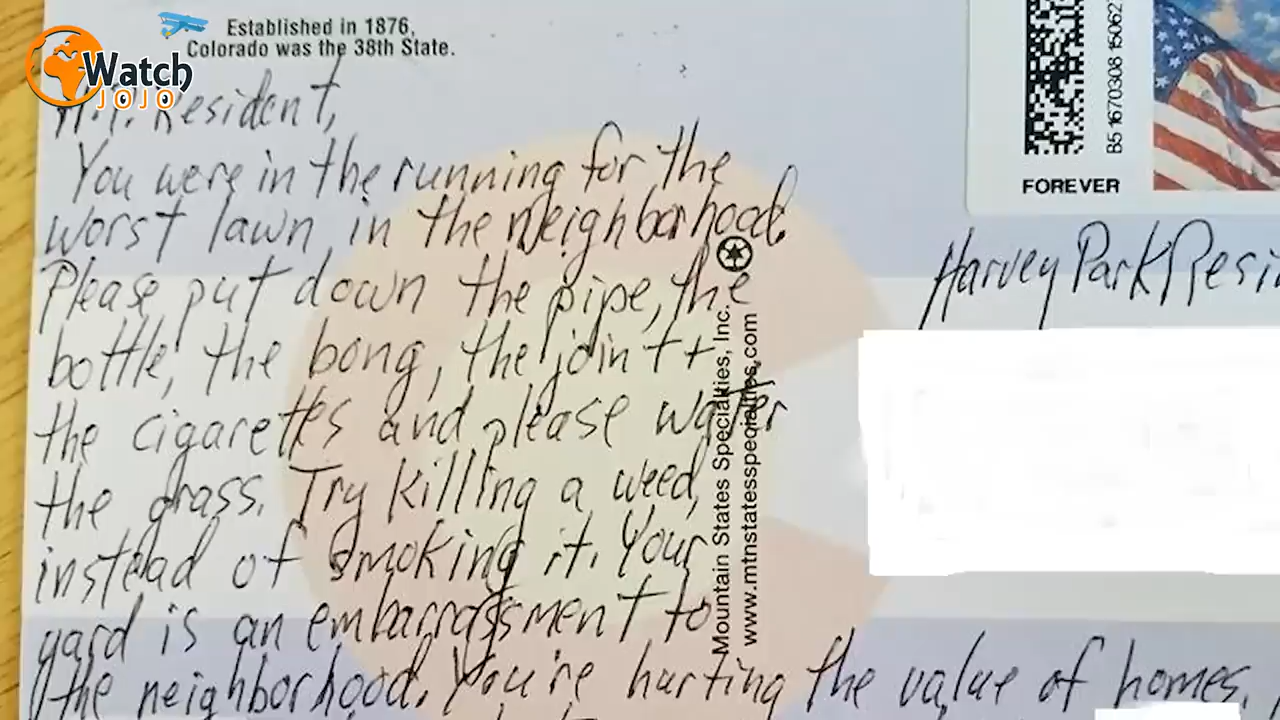 Established in 1876,
Colorado was the 38th State.
Watch
JOJO
H.P. Resident,
You were in the running for the
worst lawn in the neighborhood.
Please put down the pipe, the
bottle, the bong, the joint +
the cigarettes and please water
the grass. Try killing a weed,
instead of smoking it. Your
yard is an embarrassment to
the neighborhood. You're hurting the value of homes.
Mountain States Specialties, Inc.
www.mtnstatesspecialties.com
B5 1670308 15062
FOREVER
Harvey Park Resi